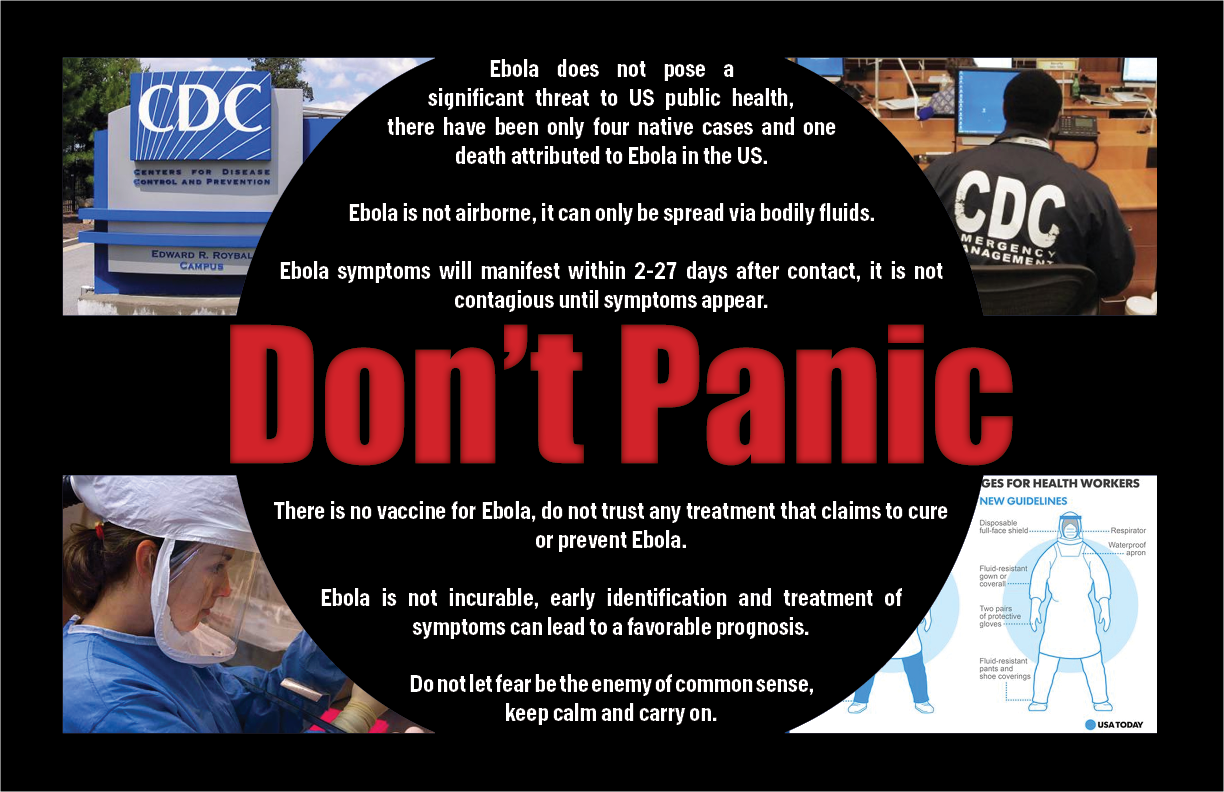 Ebola does not pose a
significant threat to US public health,
there have been only four native cases and one
death attributed to Ebola in the US.
Ebola is not airborne, it can only be spread via bodily fluids.
Ebola symptoms will manifest within 2-27 days after contact, it is not
contagious until symptoms appear.
CDC
CENTERS FOR DISEASE
CONTROL AND PREVENTION
EDWARD R. ROYBAL
CAMPUS
CDC
MERGENCY
ANAGEMENT
Don't Panic
There is no vaccine for Ebola, do not trust any treatment that claims to cure
or prevent Ebola.
Ebola is not incurable, early identification and treatment of
symptoms can lead to a favorable prognosis.
Do not let fear be the enemy of common sense,
keep calm and carry on.
GES FOR HEALTH WORKERS
NEW GUIDELINES
Disposable
full-face shield
Respirator
Waterproof
apron
Fluid-resistant
gown or
coverall
Two pairs
of protective
gloves
Fluid-resistant
pants and
shoe coverings
USA TODAY